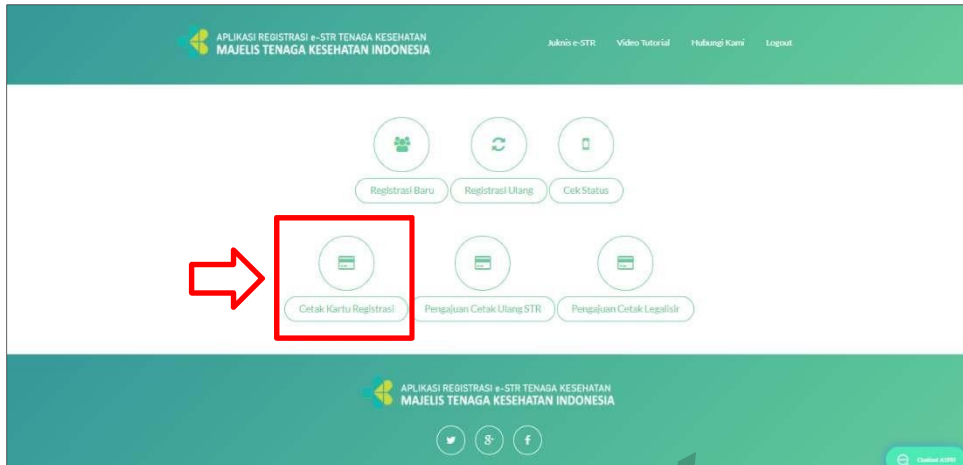 APLIKASI REGISTRASI e-STR TENAGA KESEHATAN
MAJELIS TENAGA KESEHATAN INDONESIA
Juknis e-STR Video Tutorial Hubungi Kami Logout
Registrasi Baru Registrasi Ulang Cek Status
Cetak Kartu Registrasi Pengajuan Cetak Ulang STR Pengajuan Cetak Legalisir
APLIKASI REGISTRASI e-STR TENAGA KESEHATAN
MAJELIS TENAGA KESEHATAN INDONESIA